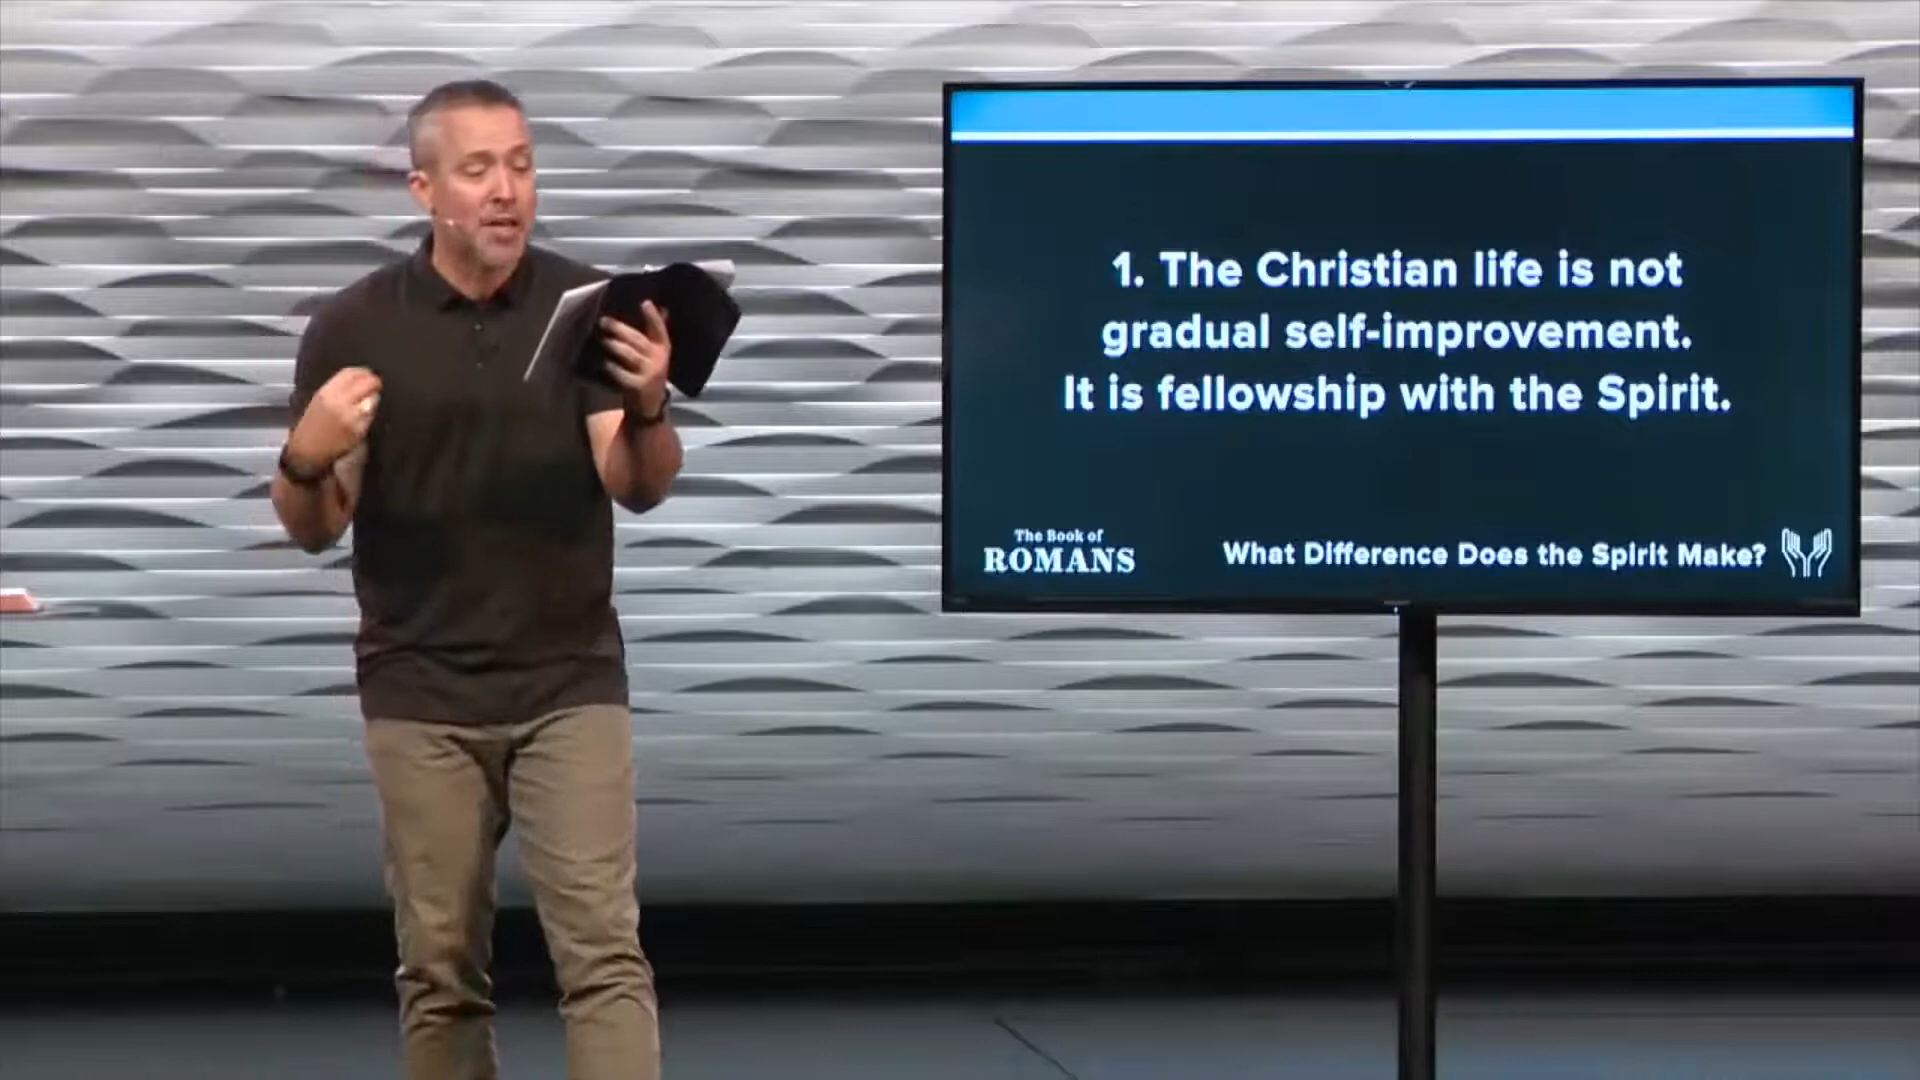 1. The Christian life is not
gradual self-improvement.
It is fellowship with the Spirit.
The Book of
ROMANS
What Difference Does the Spirit Make?